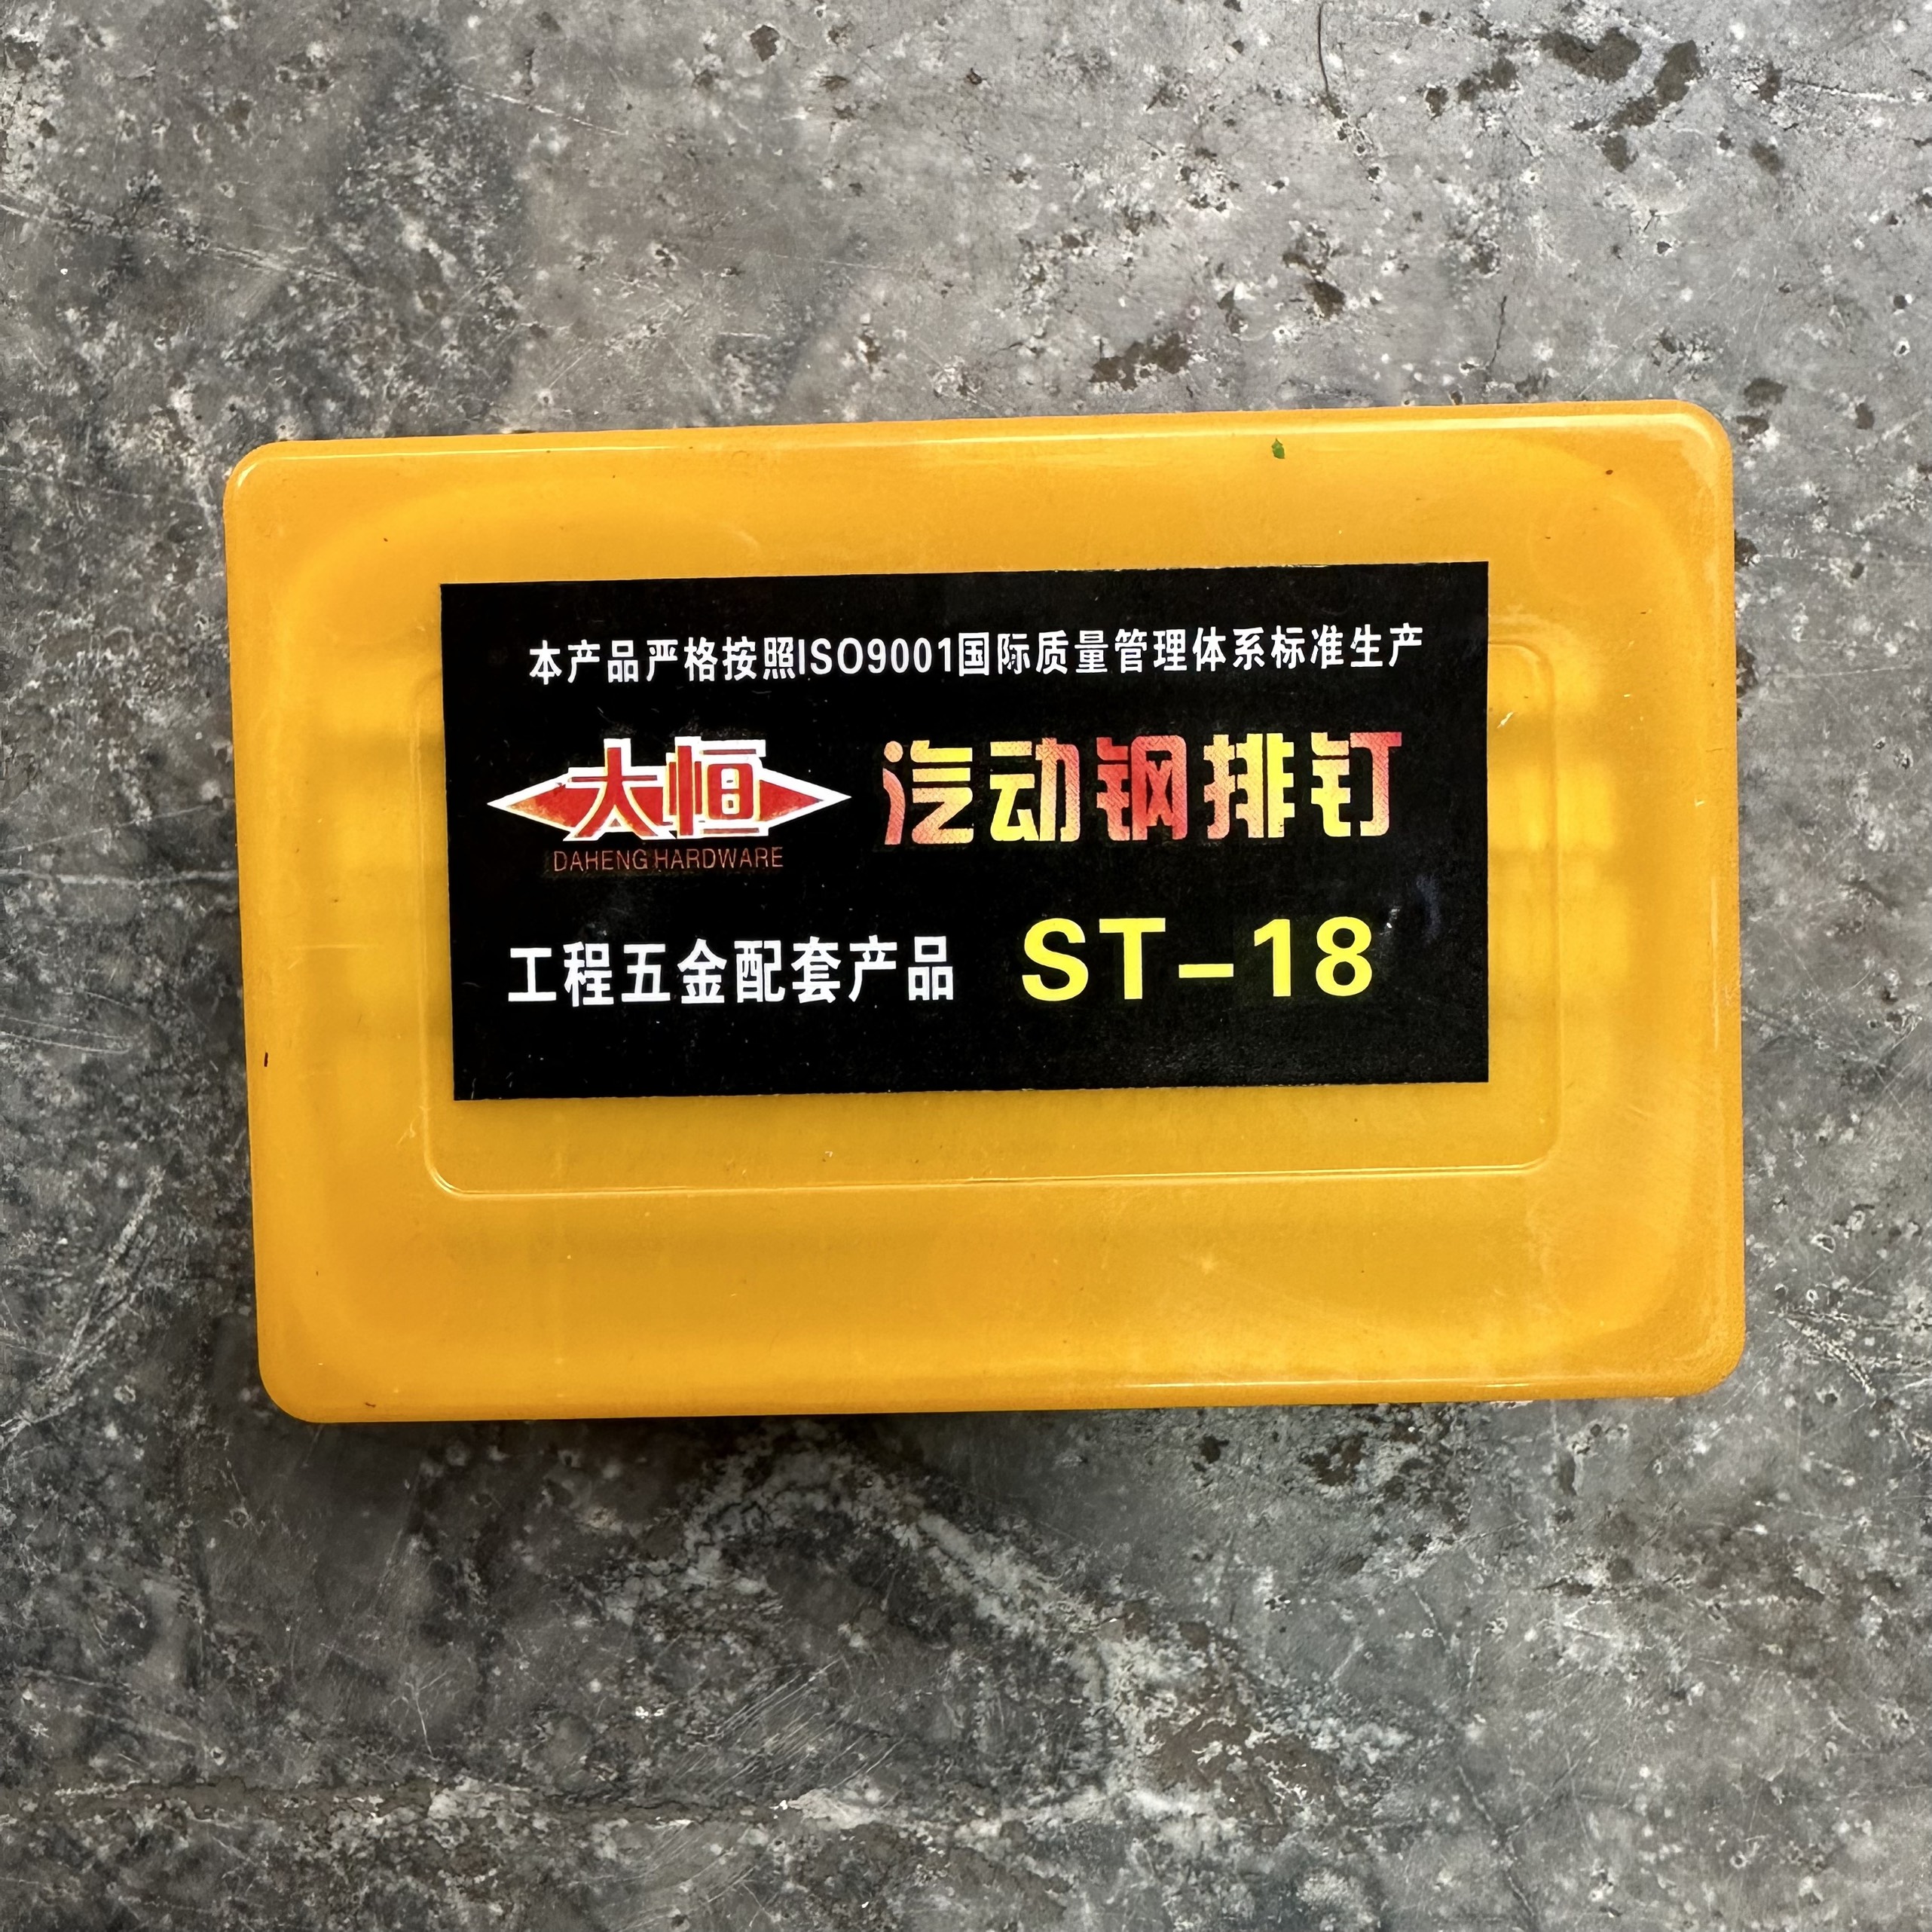 本产品严格按照ISO9001国际质量管理体系标准生产
大恒
DAHENG HARDWARE
汽动钢排钉
工程五金配套产品
ST-18